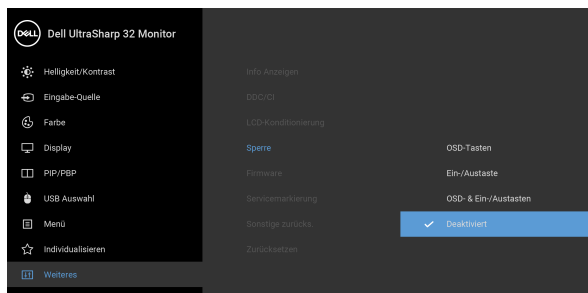 DELL Dell UltraSharp 32 Monitor
Helligkeit/Kontrast
Eingabe-Quelle
Farbe
Display
PIP/PBP
USB Auswahl
Menü
Individualisieren
Weiteres
Info Anzeigen
DDC/CI
LCD-Konditionierung
Sperre
Firmware
Servicemarkierung
Sonstige zurücks.
Zurücksetzen
OSD-Tasten
Ein-/Austaste
OSD- & Ein-/Austasten
Deaktiviert